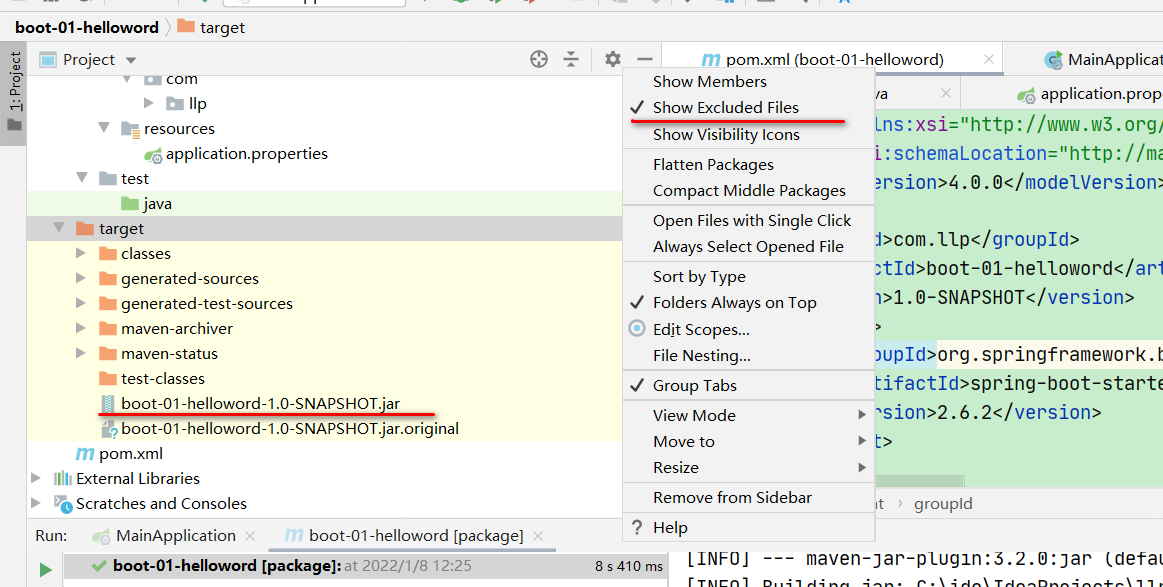 boot-01-helloword
target
1: Project
Project
com
llp
resources
application.properties
test
java
target
classes
generated-sources
generated-test-sources
maven-archiver
maven-status
test-classes
boot-01-helloword-1.0-SNAPSHOT.jar
boot-01-helloword-1.0-SNAPSHOT.jar.original
pom.xml
External Libraries
Scratches and Consoles
Show Members
Show Excluded Files
Show Visibility Icons
Flatten Packages
Compact Middle Packages
Open Files with Single Click
Always Select Opened File
Sort by Type
Folders Always on Top
Edit Scopes...
File Nesting...
Group Tabs
View Mode
Move to
Resize
Remove from Sidebar
Help
pom.xml (boot-01-helloword)
MainApplicat
va
application.prop
lns:xsi="http://www.w3.org/
i:schemaLocation="http://ma
ersion>4.0.0</modelVersion>
d>com.llp</groupId>
ctId>boot-01-helloword</art
n>1.0-SNAPSHOT</version>
>
oupId>org.springframework.b
tifactId>spring-boot-starte
rsion>2.6.2</version>
t>
nt › groupId
Run: MainApplication boot-01-helloword [package]
boot-01-helloword [package]: at 2022/1/8 12:25 8 s 410 ms
[INFO] --- maven-jar-plugin:3.2.0:jar (defau
[INFO] Building jar: C:\ide\IdeaProjects\ll